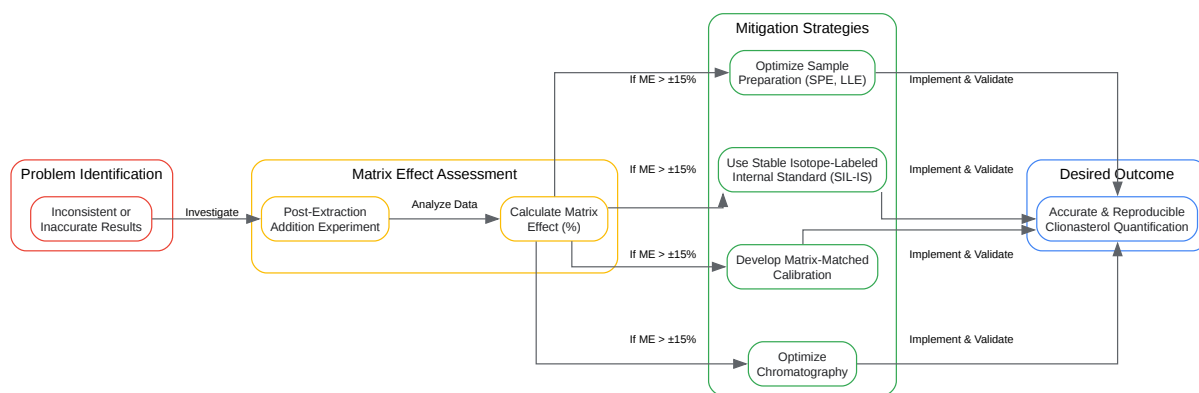 Problem Identification
Inconsistent or
Inaccurate Results
Investigate
Matrix Effect Assessment
Post-Extraction
Addition Experiment
Analyze Data
Calculate Matrix
Effect (%)
If ME > ±15%
If ME > ±15%
If ME > ±15%
If ME > ±15%
Mitigation Strategies
Optimize Sample
Preparation (SPE, LLE)
Use Stable Isotope-Labeled
Internal Standard (SIL-IS)
Develop Matrix-Matched
Calibration
Optimize
Chromatography
Implement & Validate
Implement & Validate
Implement & Validate
Implement & Validate
Desired Outcome
Accurate & Reproducible
Clionasterol Quantification